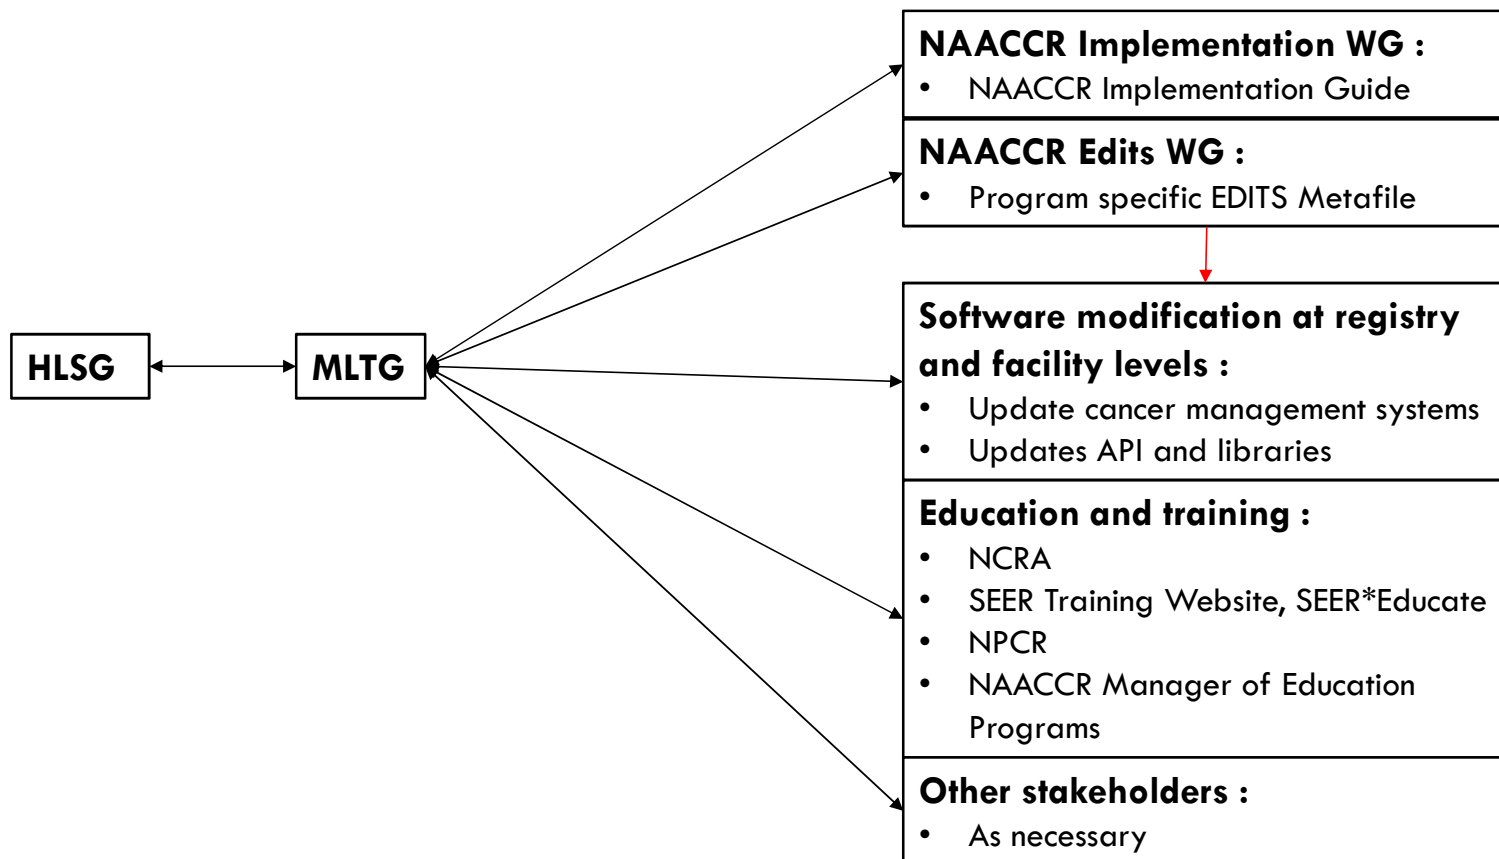 HLSG
MLTG
NAACCR Implementation WG :
• NAACCR Implementation Guide
NAACCR Edits WG :
• Program specific EDITS Metafile
Software modification at registry
and facility levels :
• Update cancer management systems
• Updates API and libraries
Education and training :
• NCRA
• SEER Training Website, SEER*Educate
• NPCR
• NAACCR Manager of Education
Programs
Other stakeholders :
• As necessary